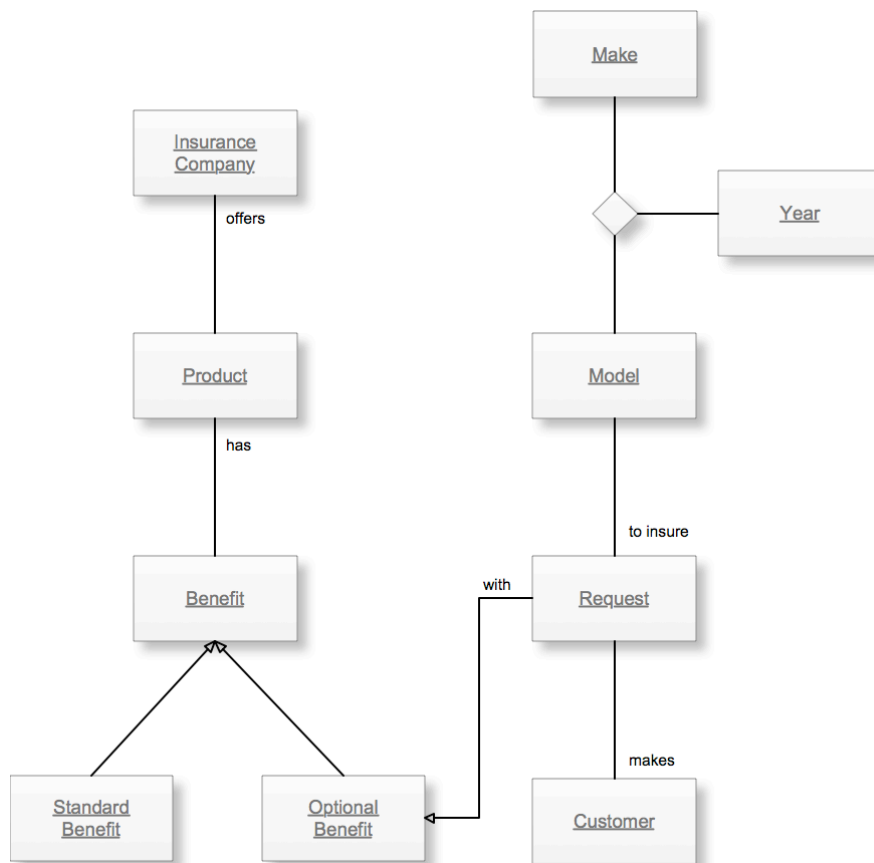 Make
Insurance
Company
Year
offers
Product
Model
has
to insure
with
Benefit
Request
makes
Standard
Benefit
Optional
Benefit
Customer